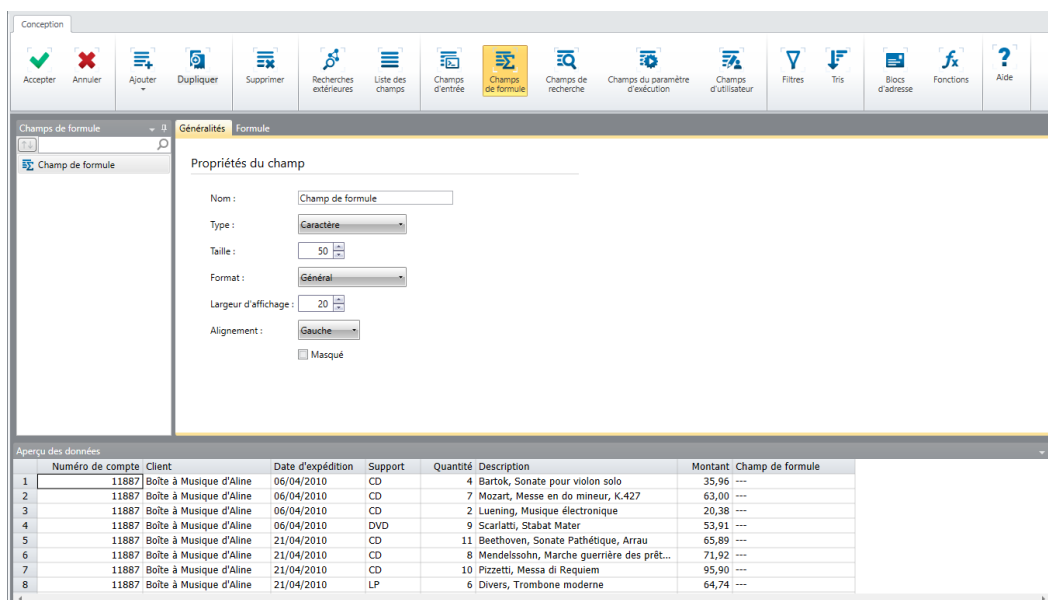 Conception
Accepter Annuler Ajouter Dupliquer Supprimer Recherches extérieures Liste des champs Champs d'entrée Champs de formule Champs de recherche Champs du paramètre d'exécution Champs d'utilisateur Filtres Tris Blocs d'adresse Fonctions Aide
Champs de formule Généralités Formule
Champ de formule
Propriétés du champ
Nom : Champ de formule
Type : Caractère
Taille : 50
Format : Général
Largeur d'affichage : 20
Alignement : Gauche
Masqué
Aperçu des données
Numéro de compte Client Date d'expédition Support Quantité Description Montant Champ de formule
1 11887 Boîte à Musique d'Aline 06/04/2010 CD 4 Bartok, Sonate pour violon solo 35,96 ---
2 11887 Boîte à Musique d'Aline 06/04/2010 CD 7 Mozart, Messe en do mineur, K.427 63,00 ---
3 11887 Boîte à Musique d'Aline 06/04/2010 CD 2 Luening, Musique électronique 20,38 ---
4 11887 Boîte à Musique d'Aline 06/04/2010 DVD 9 Scarlatti, Stabat Mater 53,91 ---
5 11887 Boîte à Musique d'Aline 21/04/2010 CD 11 Beethoven, Sonate Pathétique, Arrau 65,89 ---
6 11887 Boîte à Musique d'Aline 21/04/2010 CD 8 Mendelssohn, Marche guerrière des prêt... 71,92 ---
7 11887 Boîte à Musique d'Aline 21/04/2010 CD 10 Pizzetti, Messa di Requiem 95,90 ---
8 11887 Boîte à Musique d'Aline 21/04/2010 LP 6 Divers, Trombone moderne 64,74 ---